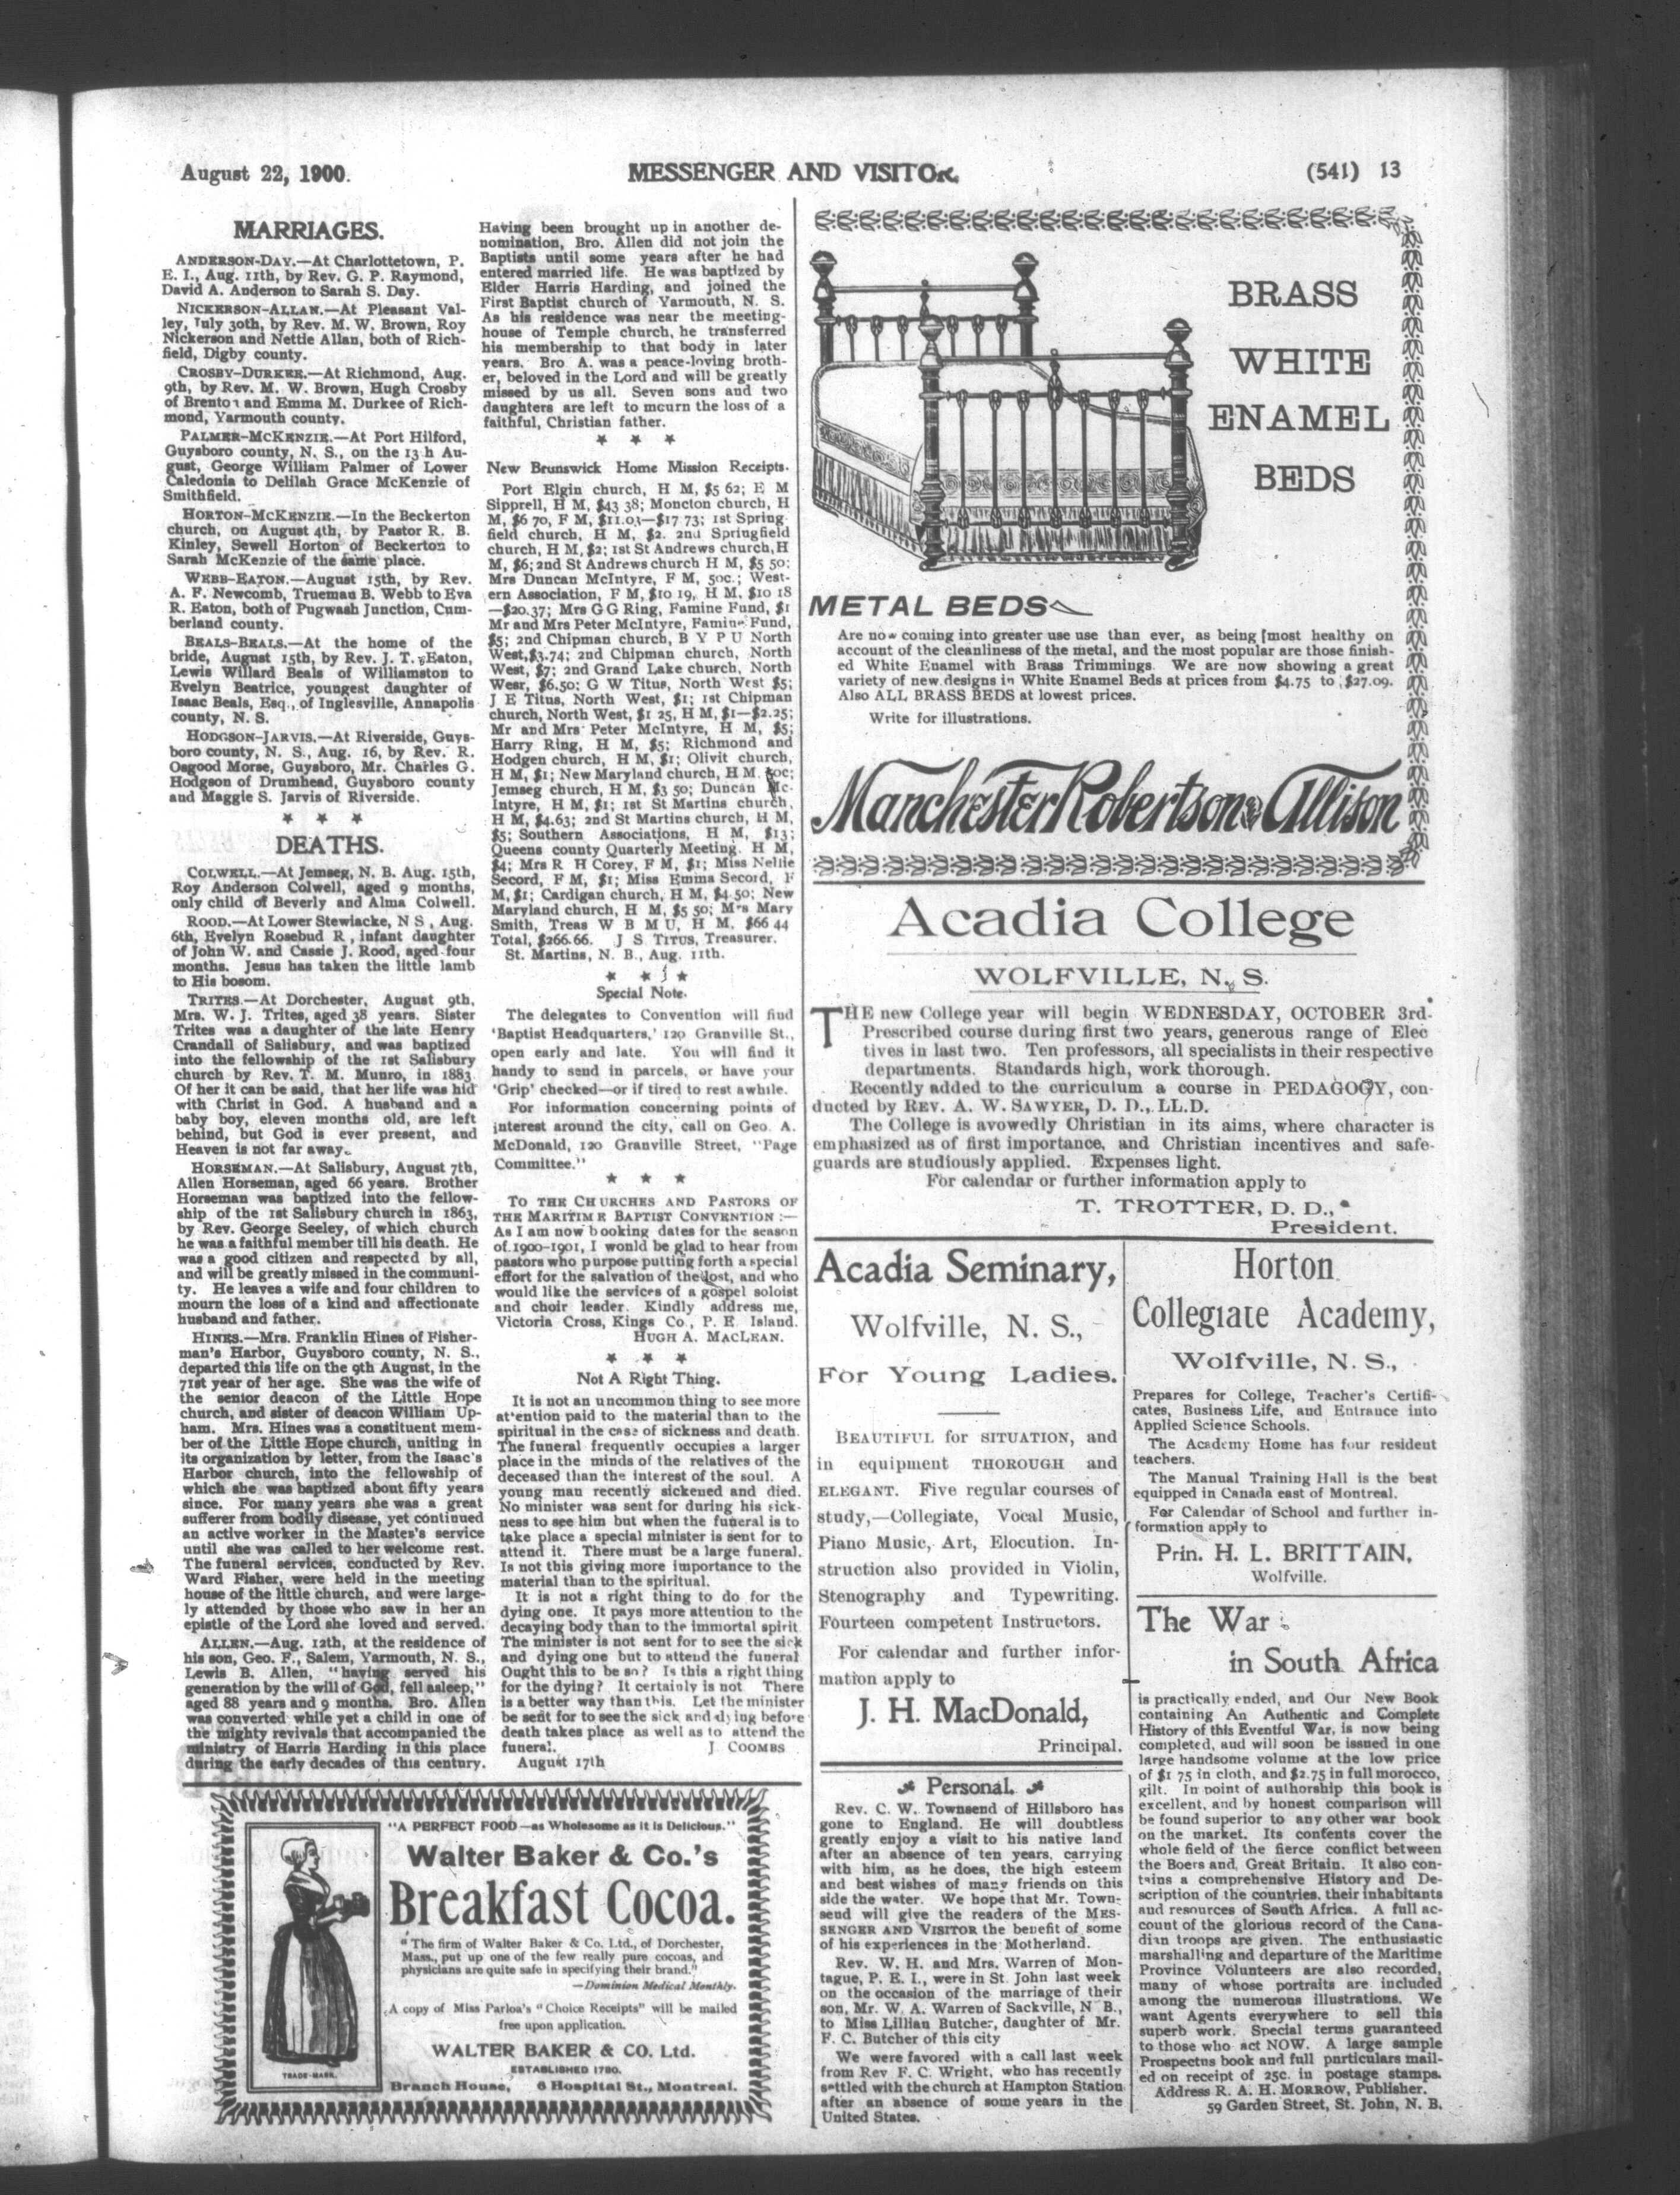 August 22, 1900.
MESSENGER AND VISITOR.
(541) 13
MARRIAGES.
ANDERSON-DAY.—At Charlottetown, P.
E. I., Aug. 11th, by Rev. G. P. Raymond,
David A. Anderson to Sarah S. Day.
NICKERSON-ALLAN.—At Pleasant Val-
ley, July 30th, by Rev. M. W. Brown, Roy
Nickerson and Nettie Allan, both of Rich-
field, Digby county.
CROSBY-DURKEE.—At Richmond, Aug.
9th, by Rev. M. W. Brown, Hugh Crosby
of Brenton and Emma M. Durkee of Rich-
mond, Yarmouth county.
PALMER-MCKENZIE.—At Port Hilford,
Guysboro county, N. S., on the 13 h Au-
gust, George William Palmer of Lower
Caledonia to Delilah Grace McKenzie of
Smithfield.
HORTON-MCKENZIE.—In the Beckerton
church, on August 4th, by Pastor R. B.
Kinley, Sewell Horton of Beckerton to
Sarah McKenzie of the same place.
WEBB-EATON.—August 15th, by Rev.
A. F. Newcomb, Trueman B. Webb to Eva
R. Eaton, both of Pugwash Junction, Cum-
berland county.
BEALS-BEALS.—At the home of the
bride, August 15th, by Rev. J. T. Eaton,
Lewis Willard Beals of Williamston to
Evelyn Beatrice, youngest daughter of
Isaac Beals, Esq., of Inglesville, Annapolis
county, N. S.
HODGSON-JARVIS.—At Riverside, Guys-
boro county, N. S., Aug. 16, by Rev. R.
Osgood Morse, Guysboro, Mr. Charles G.
Hodgson of Drumhead, Guysboro county
and Maggie S. Jarvis of Riverside.
* * *
DEATHS.
COLWELL.—At Jemseg, N. B. Aug. 15th,
Roy Anderson Colwell, aged 9 months,
only child of Beverly and Alma Colwell.
ROOD.—At Lower Stewiacke, N S , Aug.
6th, Evelyn Rosebud R , infant daughter
of John W. and Cassie J. Rood, aged four
months. Jesus has taken the little lamb
to His bosom.
TRITES.—At Dorchester, August 9th,
Mrs. W. J. Trites, aged 38 years. Sister
Trites was a daughter of the late Henry
Crandall of Salisbury, and was baptized
into the fellowship of the 1st Salisbury
church by Rev. T. M. Munro, in 1883
Of her it can be said, that her life was hid
with Christ in God. A husband and a
baby boy, eleven months old, are left
behind, but God is ever present, and
Heaven is not far away.
HORSEMAN.—At Salisbury, August 7th,
Allen Horseman, aged 66 years. Brother
Horseman was baptized into the fellow-
ship of the 1st Salisbury church in 1863,
by Rev. George Seeley, of which church
he was a faithful member till his death. He
was a good citizen and respected by all,
and will be greatly missed in the communi-
ty. He leaves a wife and four children to
mourn the loss of a kind and affectionate
husband and father.
HINES.—Mrs. Franklin Hines of Fisher-
man's Harbor, Guysboro county, N. S.,
departed this life on the 9th August, in the
71st year of her age. She was the wife of
the senior deacon of the Little Hope
church, and sister of deacon William Up-
ham. Mrs. Hines was a constituent mem-
ber of the Little Hope church, uniting in
its organization by letter, from the Isaac's
Harbor church, into the fellowship of
which she was baptized about fifty years
since. For many years she was a great
sufferer from bodily disease, yet continued
an active worker in the Master's service
until she was called to her welcome rest.
The funeral services, conducted by Rev.
Ward Fisher, were held in the meeting
house of the little church, and were large-
ly attended by those who saw in her an
epistle of the Lord she loved and served.
ALLEN.—Aug. 12th, at the residence of
his son, Geo. F., Salem, Yarmouth, N. S.,
Lewis B. Allen, "having served his
generation by the will of God, fell asleep,"
aged 88 years and 9 months. Bro. Allen
was converted while yet a child in one of
the mighty revivals that accompanied the
ministry of Harris Harding in this place
during the early decades of this century.
Having been brought up in another de-
nomination, Bro. Allen did not join the
Baptists until some years after he had
entered married life. He was baptized by
Elder Harris Harding, and joined the
First Baptist church of Yarmouth, N. S.
As his residence was near the meeting-
house of Temple church, he transferred
his membership to that body in later
years. Bro A. was a peace-loving broth-
er, beloved in the Lord and will be greatly
missed by us all. Seven sons and two
daughters are left to mourn the loss of a
faithful, Christian father.
* * *
New Brunswick Home Mission Receipts.
Port Elgin church, H M, $5 62; E M
Sipprell, H M, $43 38; Moncton church, H
M, $6 70, F M, $11.03—$17 73; 1st Spring-
field church, H M, $2. 2nd Springfield
church, H M, $2; 1st St Andrews church, H
M, $6; 2nd St Andrews church H M, $5 50:
Mrs Duncan McIntyre, F M, 50c.; West-
ern Association, F M, $10 19, H M, $10 18
—$20.37; Mrs G G Ring, Famine Fund, $1
Mr and Mrs Peter McIntyre, Famine Fund,
$5; 2nd Chipman church, B Y P U North
West, $3.74; 2nd Chipman church, North
West, $7; 2nd Grand Lake church, North
Wesr, $6.50; G W Titus, North West $5;
J E Titus, North West, $1; 1st Chipman
church, North West, $1 25, H M, $1—$2.25;
Mr and Mrs Peter McIntyre, H M, $5;
Harry Ring, H M, $5; Richmond and
Hodgen church, H M, $1; Olivit church,
H M, $1; New Maryland church, H M. 50c;
Jemseg church, H M, $3 50; Duncan Mc-
Intyre, H M, $1; 1st St Martins church,
H M, $4.63; 2nd St Martins church, H M,
$5; Southern Associations, H M, $13;
Queens county Quarterly Meeting. H M,
$4; Mrs R H Corey, F M, $1; Miss Nellie
Secord, F M, $1; Miss Emma Secord, F
M, $1; Cardigan church, H M, $4.50; New
Maryland church, H M, $5 50; Mrs Mary
Smith, Treas W B M U, H M, $66 44
Total, $266.66. J S TITUS, Treasurer.
St. Martins, N. B., Aug. 11th.
* * *
Special Note.
The delegates to Convention will find
'Baptist Headquarters,' 120 Granville St.,
open early and late. You will find it
handy to send in parcels, or have your
'Grip' checked—or if tired to rest awhile.
For information concerning points of
interest around the city, call on Geo. A.
McDonald, 120 Granville Street, "Page
Committee."
* * *
TO THE CHURCHES AND PASTORS OF
THE MARITIME BAPTIST CONVENTION :—
As I am now booking dates for the season
of 1900-1901, I would be glad to hear from
pastors who purpose putting forth a special
effort for the salvation of the lost, and who
would like the services of a gospel soloist
and choir leader. Kindly address me,
Victoria Cross, Kings Co., P. E. Island.
HUGH A. MACLEAN.
* * *
Not A Right Thing.
It is not an uncommon thing to see more
attention paid to the material than to the
spiritual in the case of sickness and death.
The funeral frequently occupies a larger
place in the minds of the relatives of the
deceased than the interest of the soul. A
young man recently sickened and died.
No minister was sent for during his sick-
ness to see him but when the funeral is to
take place a special minister is sent for to
attend it. There must be a large funeral.
Is not this giving more importance to the
material than to the spiritual.
It is not a right thing to do for the
dying one. It pays more attention to the
decaying body than to the immortal spirit
The minister is not sent for to see the sick
and dying one but to attend the funeral
Ought this to be so? Is this a right thing
for the dying? It certainly is not There
is a better way than this. Let the minister
be sent for to see the sick and dying before
death takes place as well as to attend the
funeral. J. COOMBS
August 17th
"A PERFECT FOOD—as Wholesome as it is Delicious."
Walter Baker & Co.'s
Breakfast Cocoa.
"The firm of Walter Baker & Co. Ltd., of Dorchester,
Mass., put up one of the few really pure cocoas, and
physicians are quite safe in specifying their brand."
—Dominion Medical Monthly.
A copy of Miss Parloa's "Choice Receipts" will be mailed
free upon application.
WALTER BAKER & CO. Ltd.
ESTABLISHED 1780.
Branch House, 6 Hospital St., Montreal.
TRADE-MARK.
BRASS
WHITE
ENAMEL
BEDS
METAL BEDS
Are now coming into greater use use than ever, as being most healthy on
account of the cleanliness of the metal, and the most popular are those finish-
ed White Enamel with Brass Trimmings. We are now showing a great
variety of new designs in White Enamel Beds at prices from $4.75 to $27.09.
Also ALL BRASS BEDS at lowest prices.
Write for illustrations.
Manchester Robertson & Allison
Acadia College
WOLFVILLE, N. S.
THE new College year will begin WEDNESDAY, OCTOBER 3rd.
Prescribed course during first two years, generous range of Elec
tives in last two. Ten professors, all specialists in their respective
departments. Standards high, work thorough.
Recently added to the curriculum a course in PEDAGOGY, con-
ducted by REV. A. W. SAWYER, D. D., LL.D.
The College is avowedly Christian in its aims, where character is
emphasized as of first importance, and Christian incentives and safe-
guards are studiously applied. Expenses light.
For calendar or further information apply to
T. TROTTER, D. D.,
President.
Acadia Seminary,
Wolfville, N. S.,
For Young Ladies.
BEAUTIFUL for SITUATION, and
in equipment THOROUGH and
ELEGANT. Five regular courses of
study,—Collegiate, Vocal Music,
Piano Music, Art, Elocution. In-
struction also provided in Violin,
Stenography and Typewriting.
Fourteen competent Instructors.
For calendar and further infor-
mation apply to
J. H. MacDonald,
Principal.
Personal.
Rev. C. W. Townsend of Hillsboro has
gone to England. He will doubtless
greatly enjoy a visit to his native land
after an absence of ten years, carrying
with him, as he does, the high esteem
and best wishes of many friends on this
side the water. We hope that Mr. Town-
send will give the readers of the MES-
SENGER AND VISITOR the benefit of some
of his experiences in the Motherland.
Rev. W. H. and Mrs. Warren of Mon-
tague, P. E. I., were in St. John last week
on the occasion of the marriage of their
son, Mr. W. A. Warren of Sackville, N B.,
to Miss Lillian Butcher, daughter of Mr.
F. C. Butcher of this city
We were favored with a call last week
from Rev F. C. Wright, who has recently
settled with the church at Hampton Station
after an absence of some years in the
United States.
Horton
Collegiate Academy,
Wolfville, N. S.,
Prepares for College, Teacher's Certifi-
cates, Business Life, and Entrance into
Applied Science Schools.
The Academy Home has four resident
teachers.
The Manual Training Hall is the best
equipped in Canada east of Montreal.
For Calendar of School and further in-
formation apply to
Prin. H. L. BRITTAIN,
Wolfville.
The War
in South Africa
is practically ended, and Our New Book
containing An Authentic and Complete
History of this Eventful War, is now being
completed, and will soon be issued in one
large handsome volume at the low price
of $1 75 in cloth, and $2.75 in full morocco,
gilt. In point of authorship this book is
excellent, and by honest comparison will
be found superior to any other war book
on the market. Its contents cover the
whole field of the fierce conflict between
the Boers and Great Britain. It also con-
tains a comprehensive History and De-
scription of the countries, their inhabitants
and resources of South Africa. A full ac-
count of the glorious record of the Cana-
dian troops are given. The enthusiastic
marshalling and departure of the Maritime
Province Volunteers are also recorded,
many of whose portraits are included
among the numerous illustrations. We
want Agents everywhere to sell this
superb work. Special terms guaranteed
to those who act NOW. A large sample
Prospectus book and full particulars mail-
ed on receipt of 25c. in postage stamps.
Address R. A. H. MORROW, Publisher.
59 Garden Street, St. John, N. B.